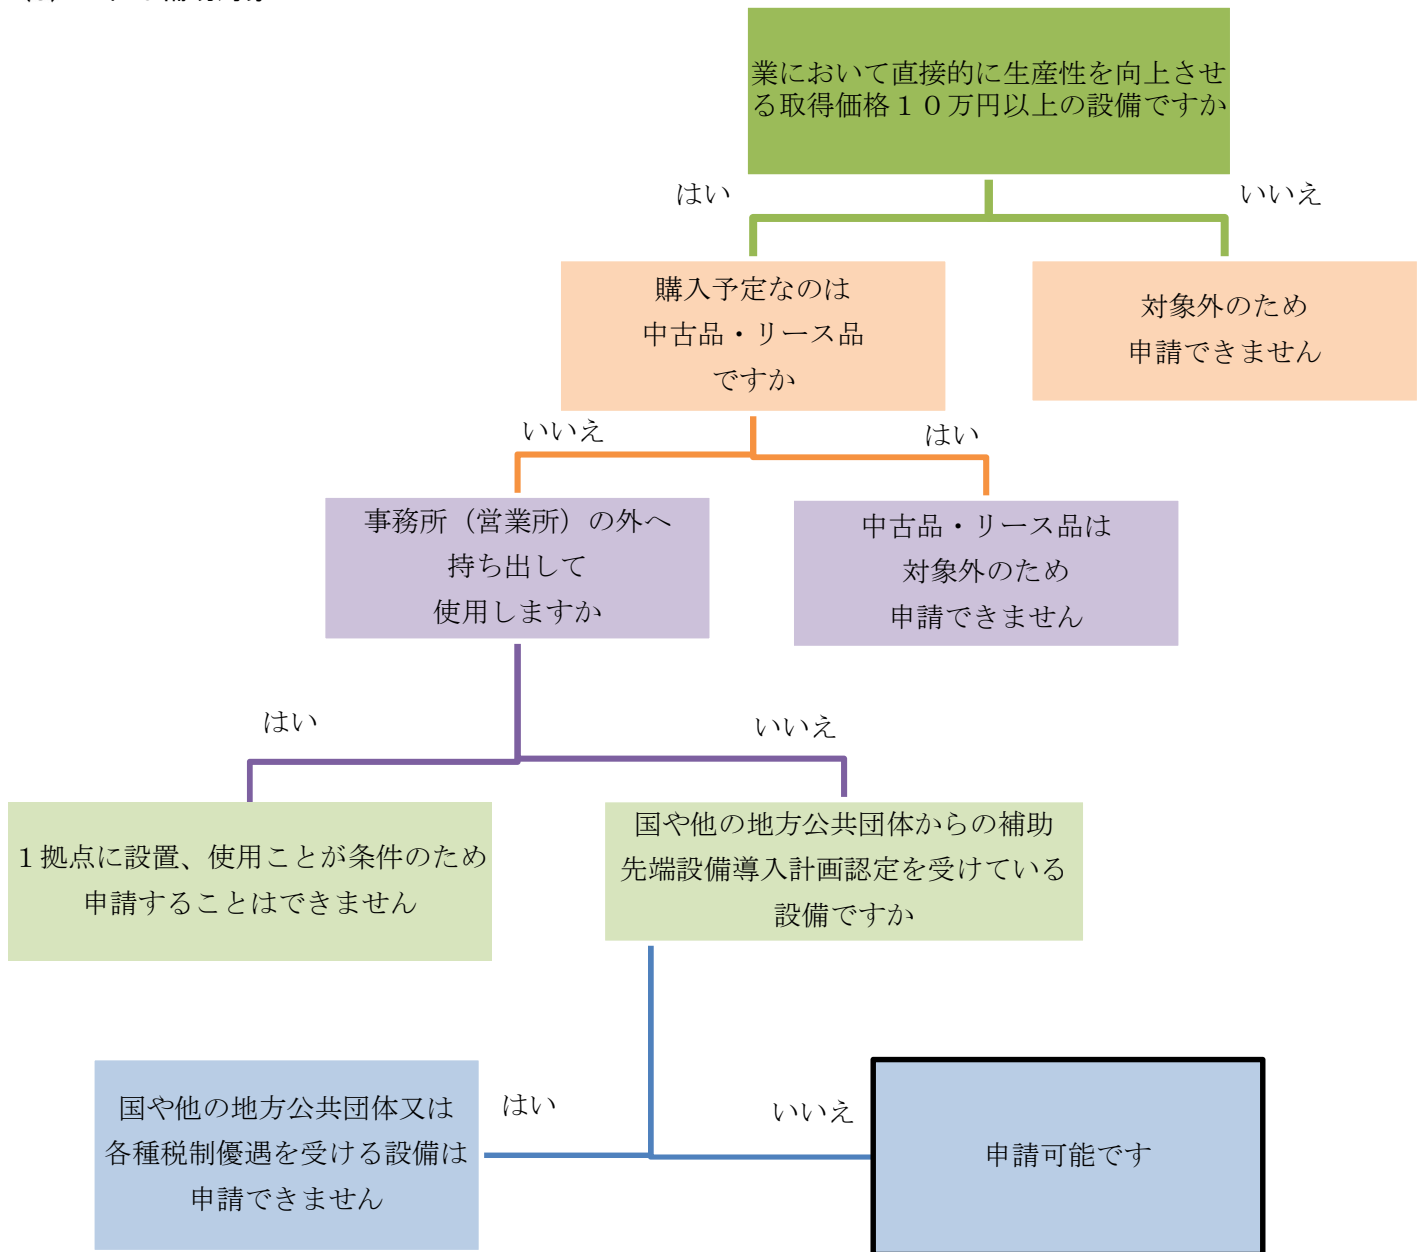 業において直接的に生産性を向上させ
る取得価格１０万円以上の設備ですか
はい
いいえ
購入予定なのは
中古品・リース品
ですか
対象外のため
申請できません
いいえ
はい
事務所（営業所）の外へ
持ち出して
使用しますか
中古品・リース品は
対象外のため
申請できません
はい
いいえ
１拠点に設置、使用ことが条件のため
申請することはできません
国や他の地方公共団体からの補助
先端設備導入計画認定を受けている
設備ですか
国や他の地方公共団体又は
各種税制優遇を受ける設備は
申請できません
はい
いいえ
申請可能です